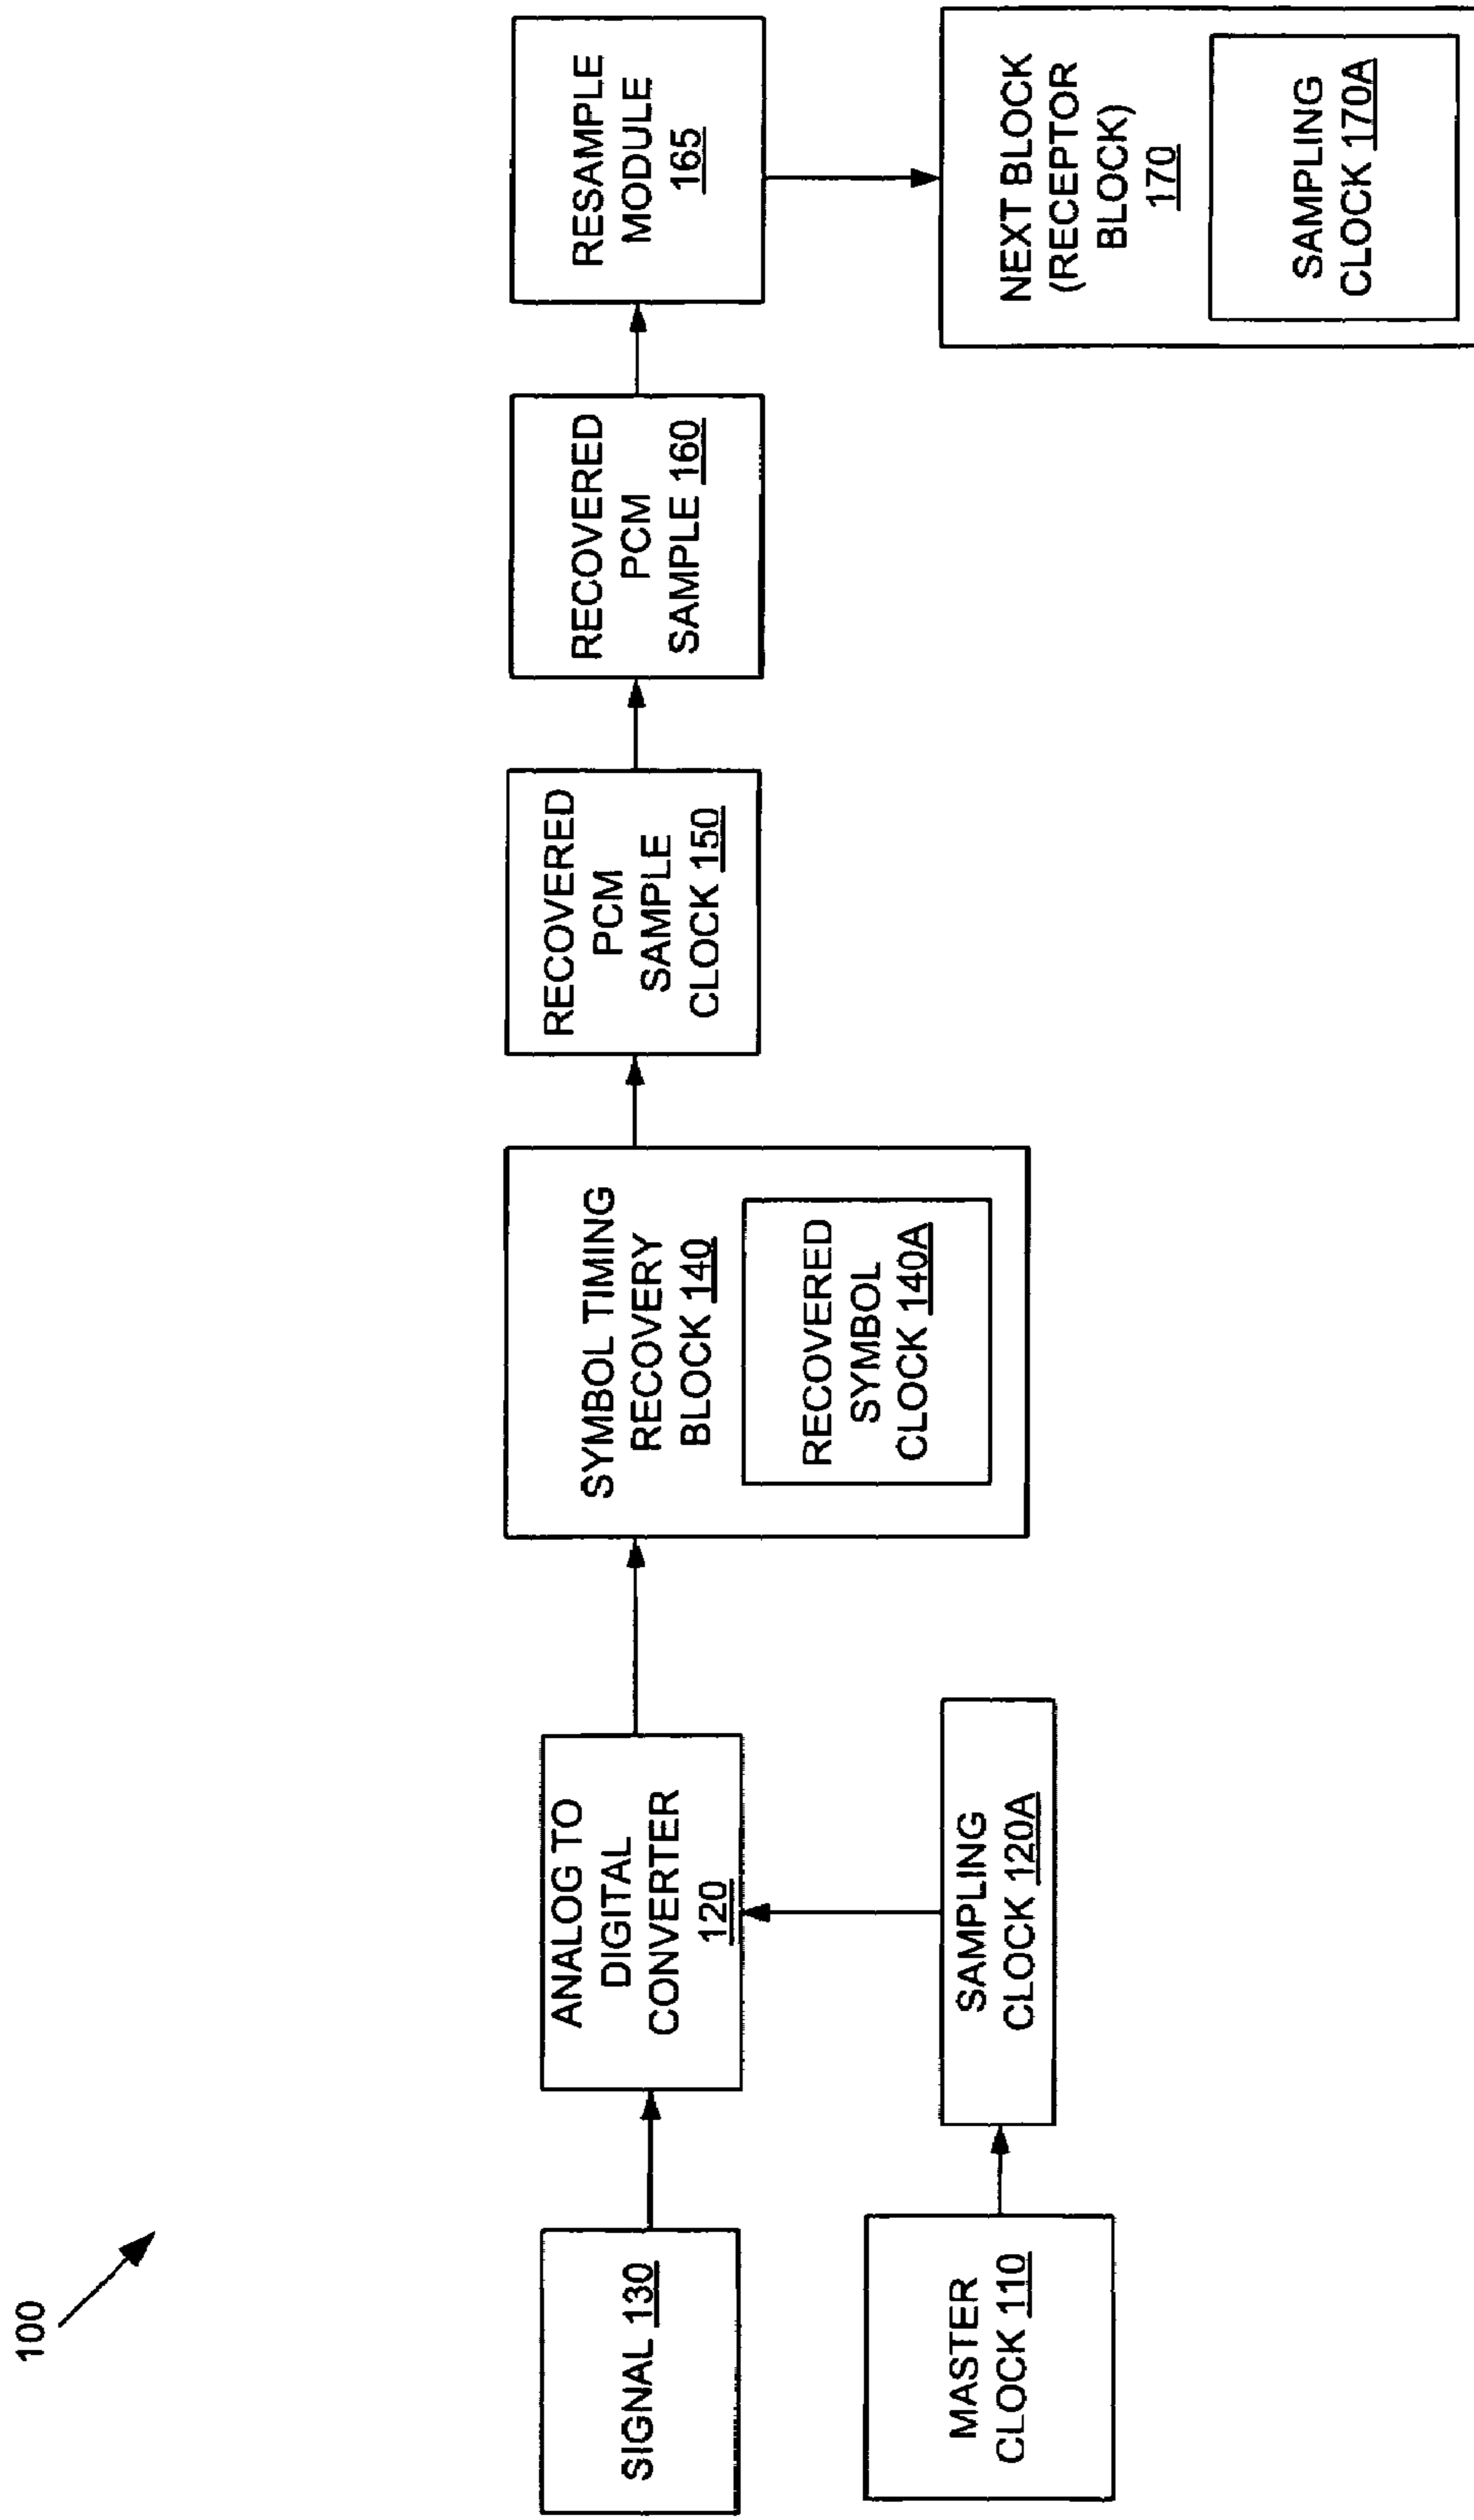 100
SIGNAL 130
MASTER
CLOCK 110
ANALOG TO
DIGITAL
CONVERTER
120
SAMPLING
CLOCK 120A
SYMBOL TIMING
RECOVERY
BLOCK 140
RECOVERED
SYMBOL
CLOCK 140A
RECOVERED
PCM
SAMPLE
CLOCK 150
RECOVERED
PCM
SAMPLE 160
RESAMPLE
MODULE
165
NEXT BLOCK
(RECEPTOR
BLOCK)
170
SAMPLING
CLOCK 170A